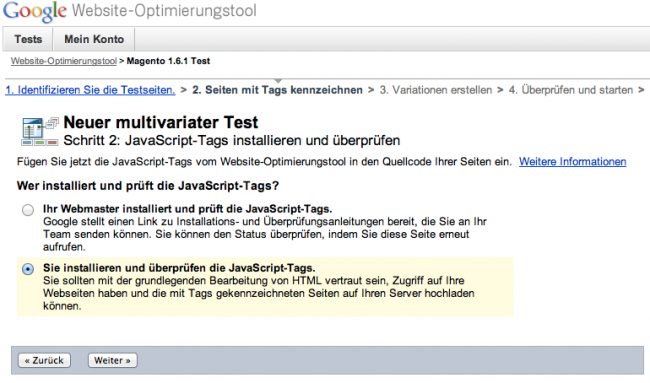 Google Website-Optimierungstool
Tests Mein Konto
Website-Optimierungstool > Magento 1.6.1 Test
1. Identifizieren Sie die Testseiten. > 2. Seiten mit Tags kennzeichnen > 3. Variationen erstellen > 4. Überprüfen und starten >
Neuer multivariater Test
Schritt 2: JavaScript-Tags installieren und überprüfen
Fügen Sie jetzt die JavaScript-Tags vom Website-Optimierungstool in den Quellcode Ihrer Seiten ein. Weitere Informationen
Wer installiert und prüft die JavaScript-Tags?
Ihr Webmaster installiert und prüft die JavaScript-Tags.
Google stellt einen Link zu Installations- und Überprüfungsanleitungen bereit, die Sie an Ihr
Team senden können. Sie können den Status überprüfen, indem Sie diese Seite erneut
aufrufen.
Sie installieren und überprüfen die JavaScript-Tags.
Sie sollten mit der grundlegenden Bearbeitung von HTML vertraut sein, Zugriff auf Ihre
Webseiten haben und die mit Tags gekennzeichneten Seiten auf Ihren Server hochladen
können.
« Zurück Weiter »